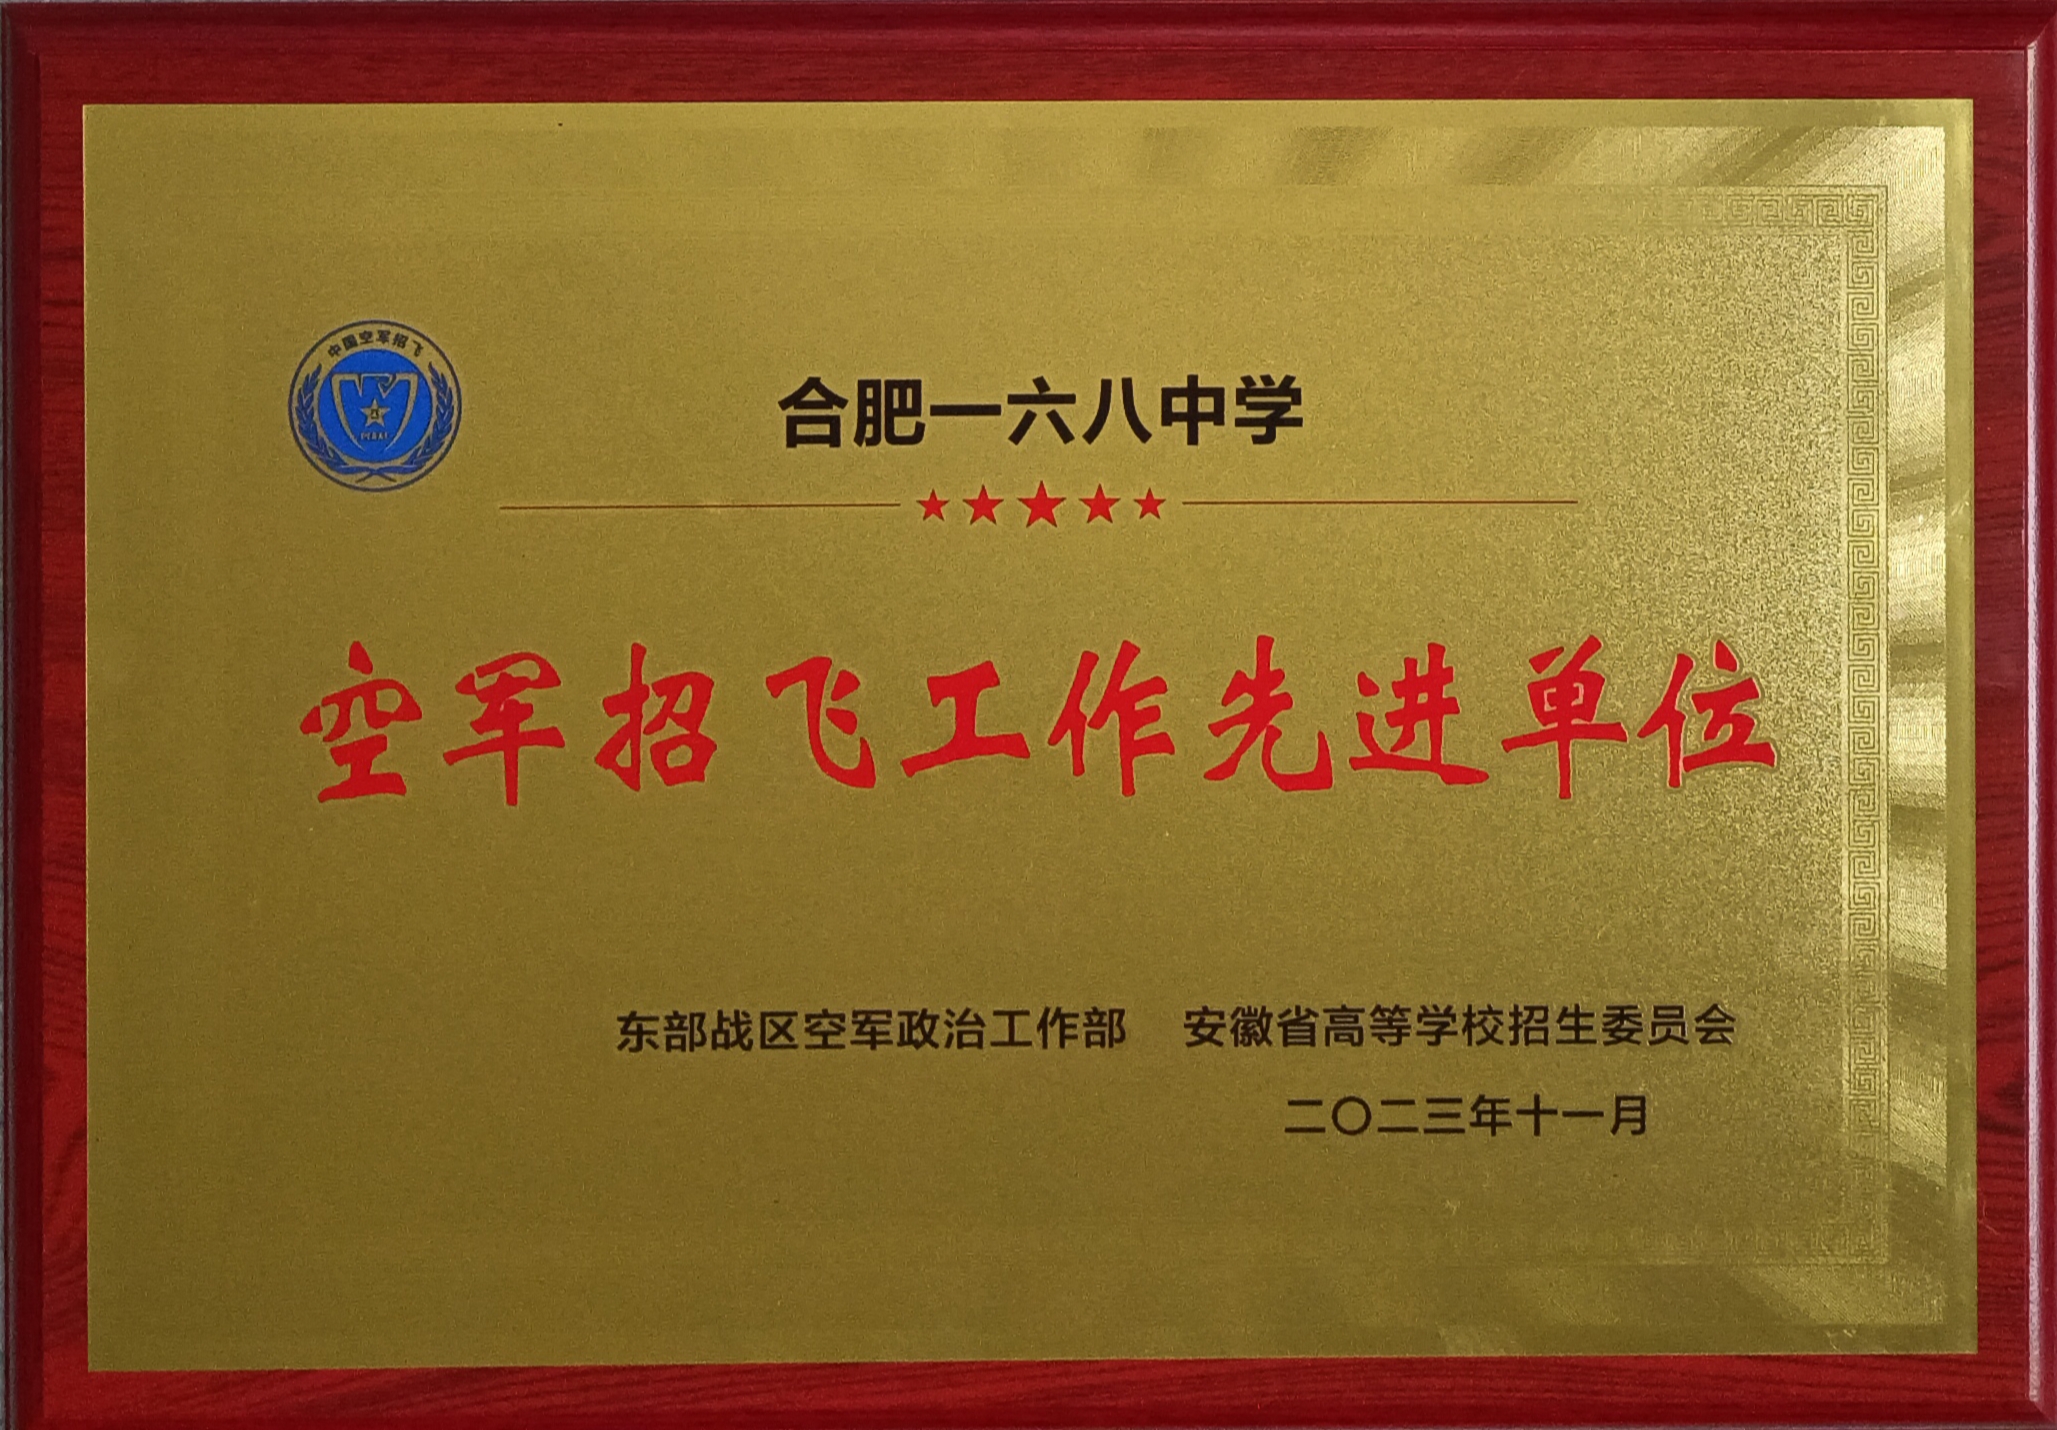 中国空军招飞
合肥一六八中学
空军招飞工作先进单位
东部战区空军政治工作部 安徽省高等学校招生委员会
二〇二三年十一月